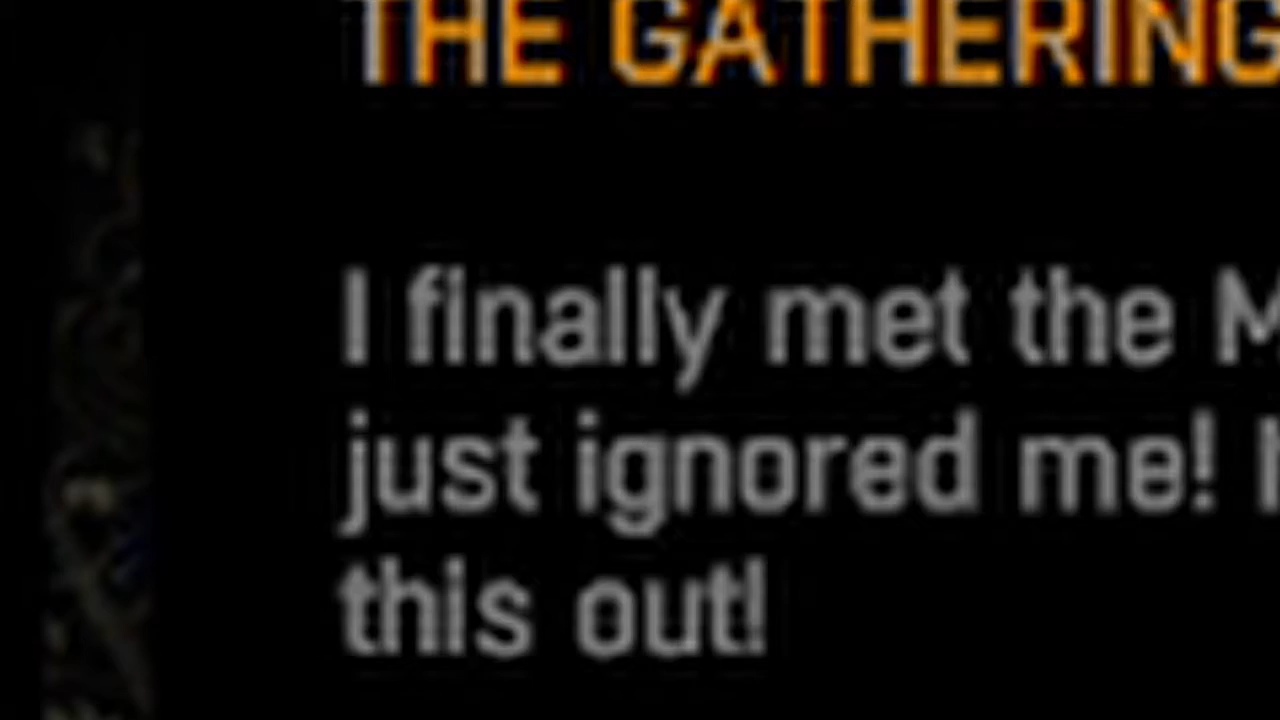 THE GATHERING
I finally met the
just ignored me!
this out!